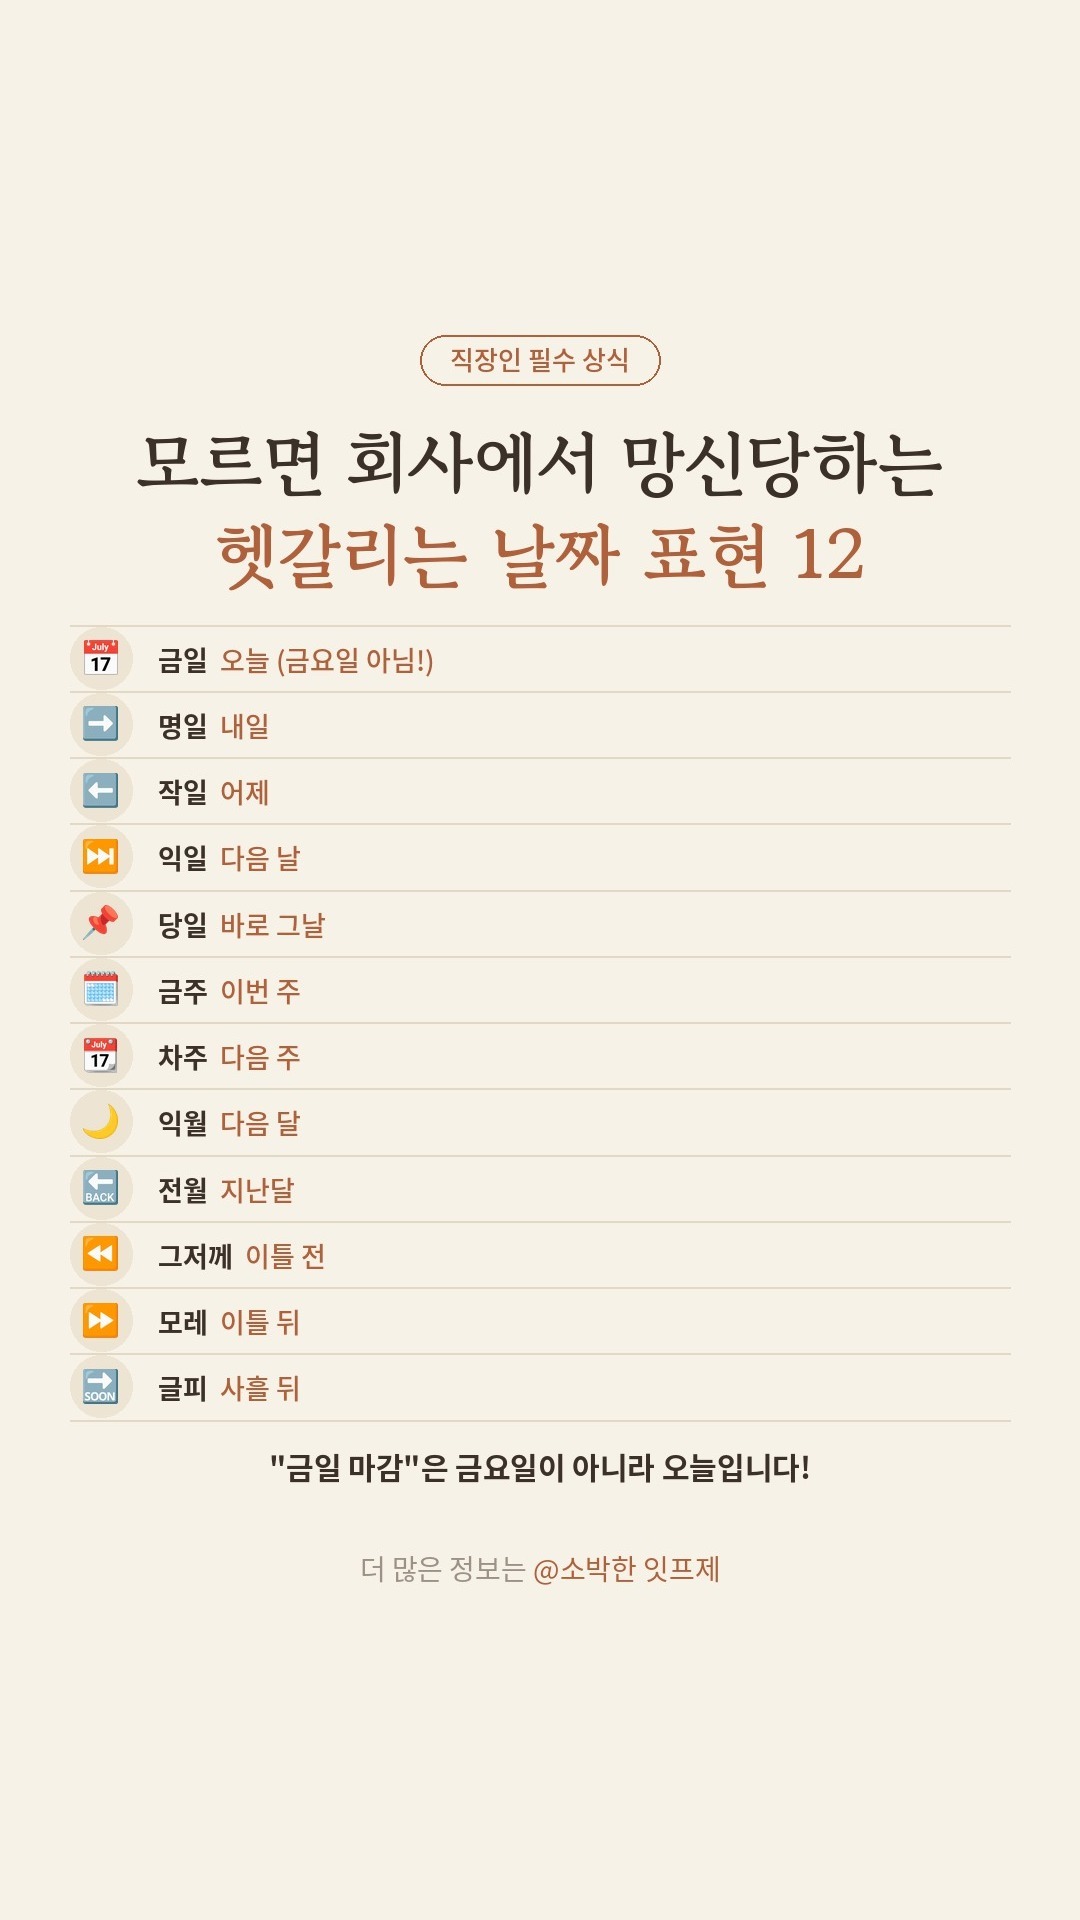 직장인 필수 상식
모르면 회사에서 망신당하는
헷갈리는 날짜 표현 12
July 17 금일 오늘 (금요일 아님!)
명일 내일
작일 어제
익일 다음 날
당일 바로 그날
금주 이번 주
July 17 차주 다음 주
익월 다음 달
BACK 전월 지난달
그저께 이틀 전
모레 이틀 뒤
SOON 글피 사흘 뒤
"금일 마감"은 금요일이 아니라 오늘입니다!
더 많은 정보는 @소박한 잇프제